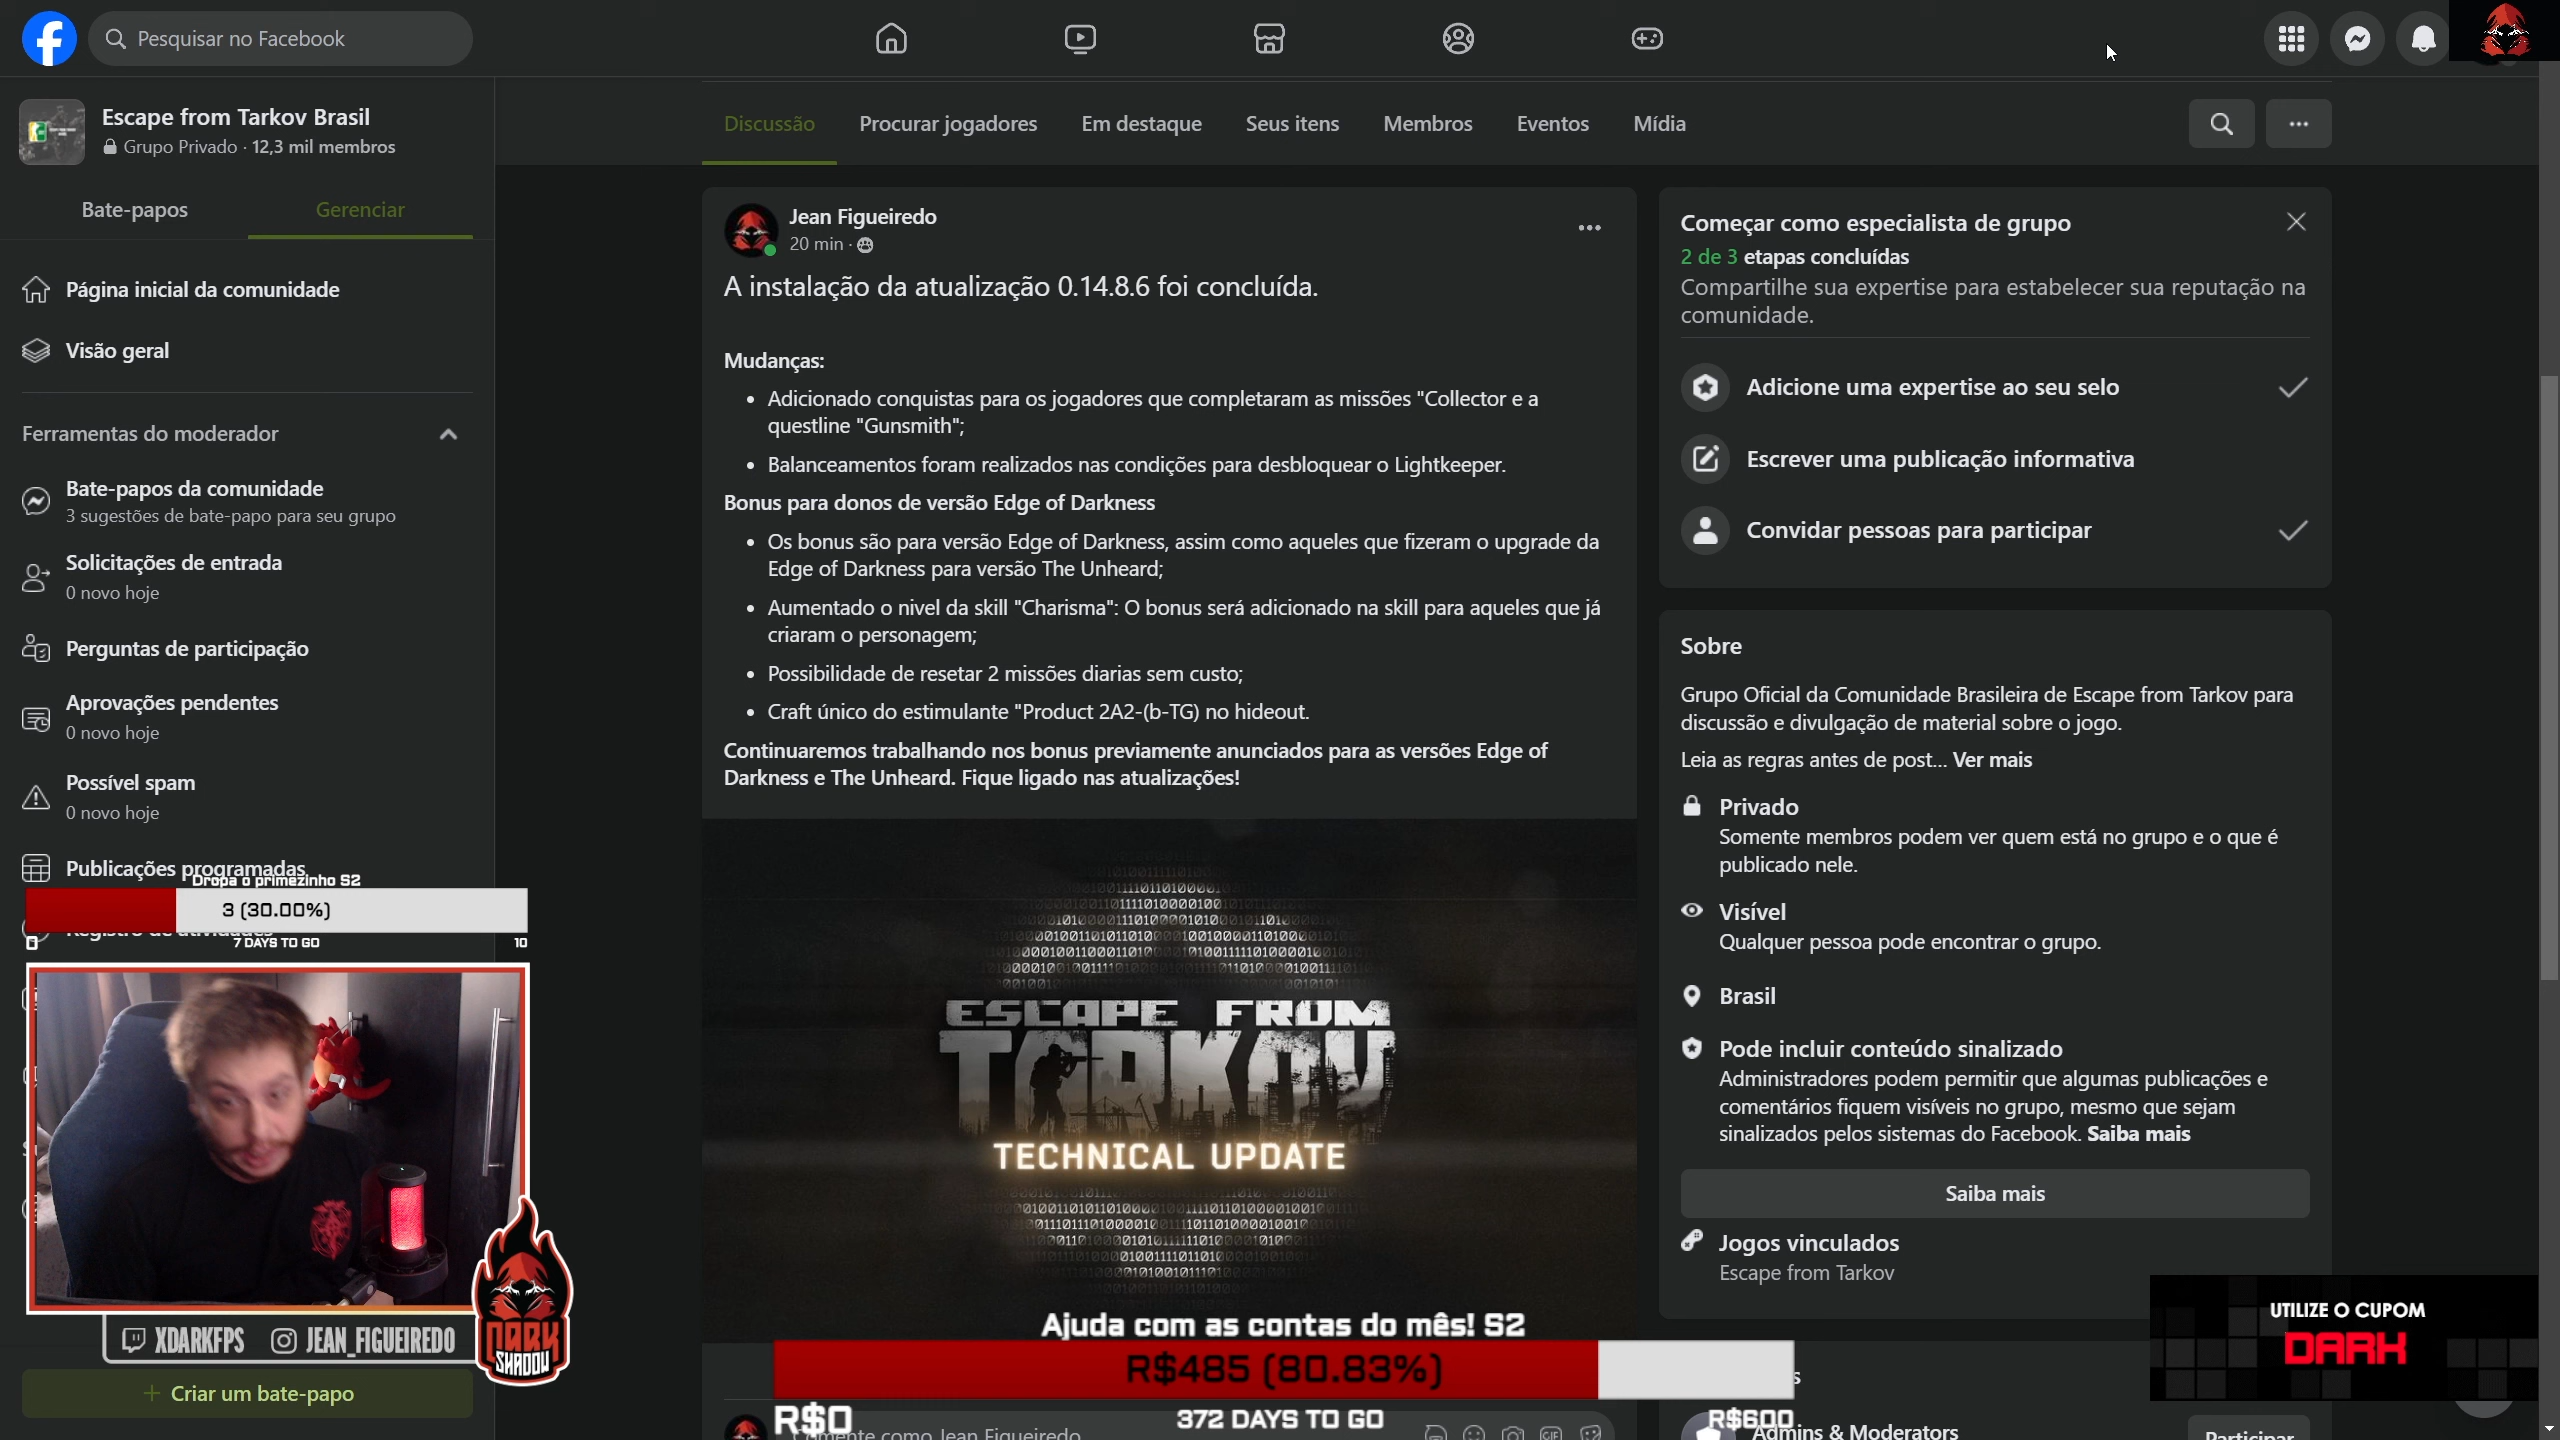 Pesquisar no Facebook
Escape from Tarkov Brasil
Grupo Privado · 12,3 mil membros
Bate-papos
Gerenciar
Página inicial da comunidade
Visão geral
Ferramentas do moderador
Bate-papos da comunidade
3 sugestões de bate-papo para seu grupo
Solicitações de entrada
0 novo hoje
Perguntas de participação
Aprovações pendentes
0 novo hoje
Possível spam
0 novo hoje
Publicações programadas
Dropa o primezinho S2
3 (30.00%)
0
7 DAYS TO GO
10
XDARKFPS
JEAN_FIGUEIREDO
DARK
SHADOW
+ Criar um bate-papo
Discussão
Procurar jogadores
Em destaque
Seus itens
Membros
Eventos
Mídia
Jean Figueiredo
20 min ·
A instalação da atualização 0.14.8.6 foi concluída.
Mudanças:
• Adicionado conquistas para os jogadores que completaram as missões "Collector e a
questline "Gunsmith";
• Balanceamentos foram realizados nas condições para desbloquear o Lightkeeper.
Bonus para donos de versão Edge of Darkness
• Os bonus são para versão Edge of Darkness, assim como aqueles que fizeram o upgrade da
Edge of Darkness para versão The Unheard;
• Aumentado o nivel da skill "Charisma": O bonus será adicionado na skill para aqueles que já
criaram o personagem;
• Possibilidade de resetar 2 missões diarias sem custo;
• Craft único do estimulante "Product 2A2-(b-TG) no hideout.
Continuaremos trabalhando nos bonus previamente anunciados para as versões Edge of
Darkness e The Unheard. Fique ligado nas atualizações!
ESCAPE FROM
TARKOV
TECHNICAL UPDATE
Ajuda com as contas do mês! S2
R$485 (80.83%)
R$0
372 DAYS TO GO
R$600
Comente como Jean Figueiredo
Começar como especialista de grupo
2 de 3 etapas concluídas
Compartilhe sua expertise para estabelecer sua reputação na
comunidade.
Adicione uma expertise ao seu selo
Escrever uma publicação informativa
Convidar pessoas para participar
Sobre
Grupo Oficial da Comunidade Brasileira de Escape from Tarkov para
discussão e divulgação de material sobre o jogo.
Leia as regras antes de post... Ver mais
Privado
Somente membros podem ver quem está no grupo e o que é
publicado nele.
Visível
Qualquer pessoa pode encontrar o grupo.
Brasil
Pode incluir conteúdo sinalizado
Administradores podem permitir que algumas publicações e
comentários fiquem visíveis no grupo, mesmo que sejam
sinalizados pelos sistemas do Facebook. Saiba mais
Saiba mais
Jogos vinculados
Escape from Tarkov
UTILIZE O CUPOM
DARK
Admins & Moderators
Participar